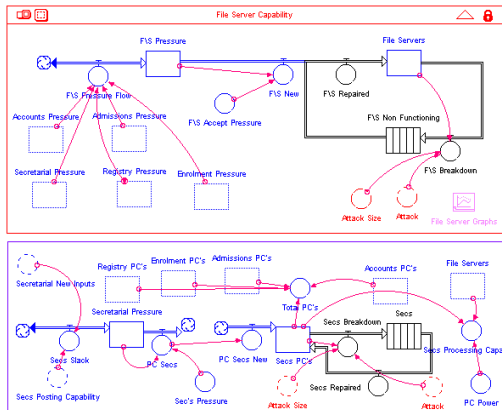 File Server Capability
F\S Pressure
File Servers
F\S Pressure Flow
F\S New
F\S Repaired
Accounts Pressure
Admissions Pressure
F\S Accept Pressure
F\S Non Functioning
Secretarial Pressure
Registry Pressure
Enrolment Pressure
F\S Breakdown
Attack Size
Attack
File Server Graphs
Secretarial New Inputs
Registry PC's
Enrolment PC's
Admissions PC's
Accounts PC's
File Servers
Secretarial Pressure
Total PC's
Secs Breakdown
Secs
Secs Slack
PC Secs
PC Secs New
Secs PC's
Secs Processing Capa
Secs Posting Capability
Sec's Pressure
Attack Size
Secs Repaired
Attack
PC Power